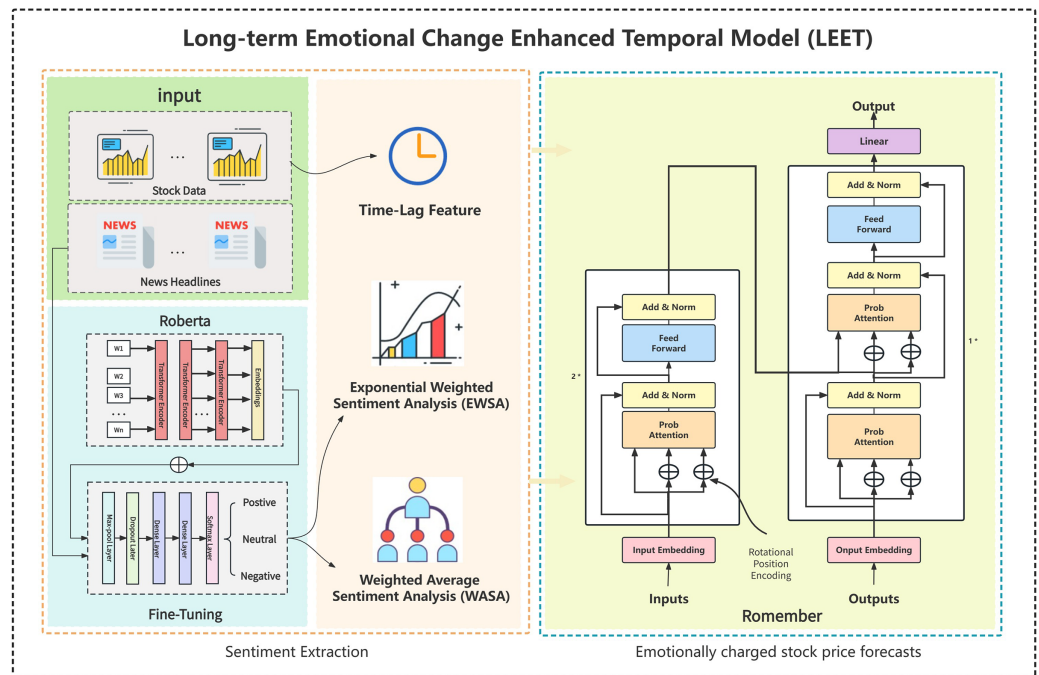 Long-term Emotional Change Enhanced Temporal Model (LEET)
input
...
Stock Data
NEWS
...
NEWS
News Headlines
Time-Lag Feature
Exponential Weighted
Sentiment Analysis (EWSA)
Weighted Average
Sentiment Analysis (WASA)
Roberta
W1
W2
W3
...
Wn
Transformer Encoder
Transformer Encoder
...
...
Transformer Encoder
Embeddings
Max-pool Layer
Dropout Later
Dense Layer
Dense Layer
Softmax Layer
Postive
Neutral
Negative
Fine-Tuning
Sentiment Extraction
Output
Linear
Add & Norm
Feed
Forward
Add & Norm
Prob
Attention
1 *
Add & Norm
Prob
Attention
Onput Embedding
Outputs
Add & Norm
Feed
Forward
2 *
Add & Norm
Prob
Attention
Input Embedding
Inputs
Rotational
Position
Encoding
Romember
Emotionally charged stock price forecasts